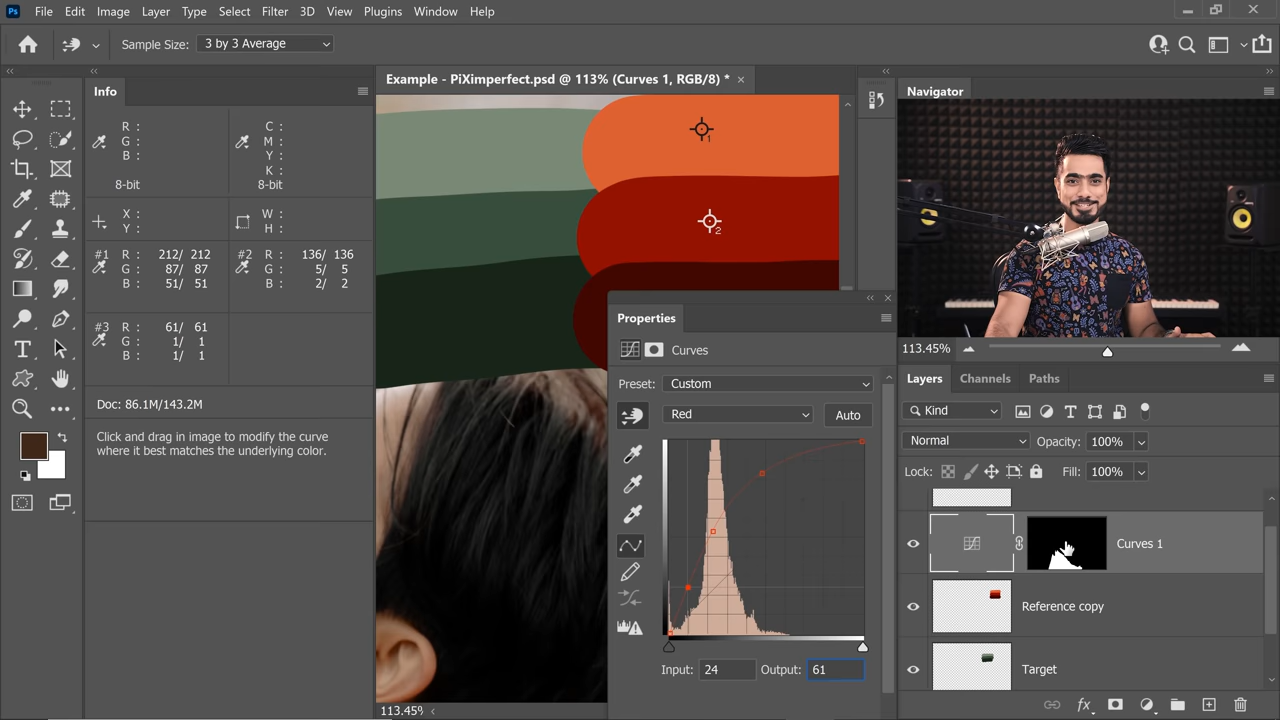 Ps File Edit Image Layer Type Select Filter 3D View Plugins Window Help
Sample Size: 3 by 3 Average
Info
R :
G :
B :
8-bit
C :
M :
Y :
K :
8-bit
X :
Y :
W :
H :
#1 R : 212/ 212
G : 87/ 87
B : 51/ 51
#2 R : 136/ 136
G : 5/ 5
B : 2/ 2
#3 R : 61/ 61
G : 1/ 1
B : 1/ 1
Doc: 86.1M/143.2M
Click and drag in image to modify the curve
where it best matches the underlying color.
Example - PiXimperfect.psd @ 113% (Curves 1, RGB/8) *
1
2
113.45%
Properties
Curves
Preset: Custom
Red Auto
Input: 24 Output: 61
Navigator
113.45%
Layers Channels Paths
Kind
Normal Opacity: 100%
Lock: Fill: 100%
Curves 1
Reference copy
Target
fx